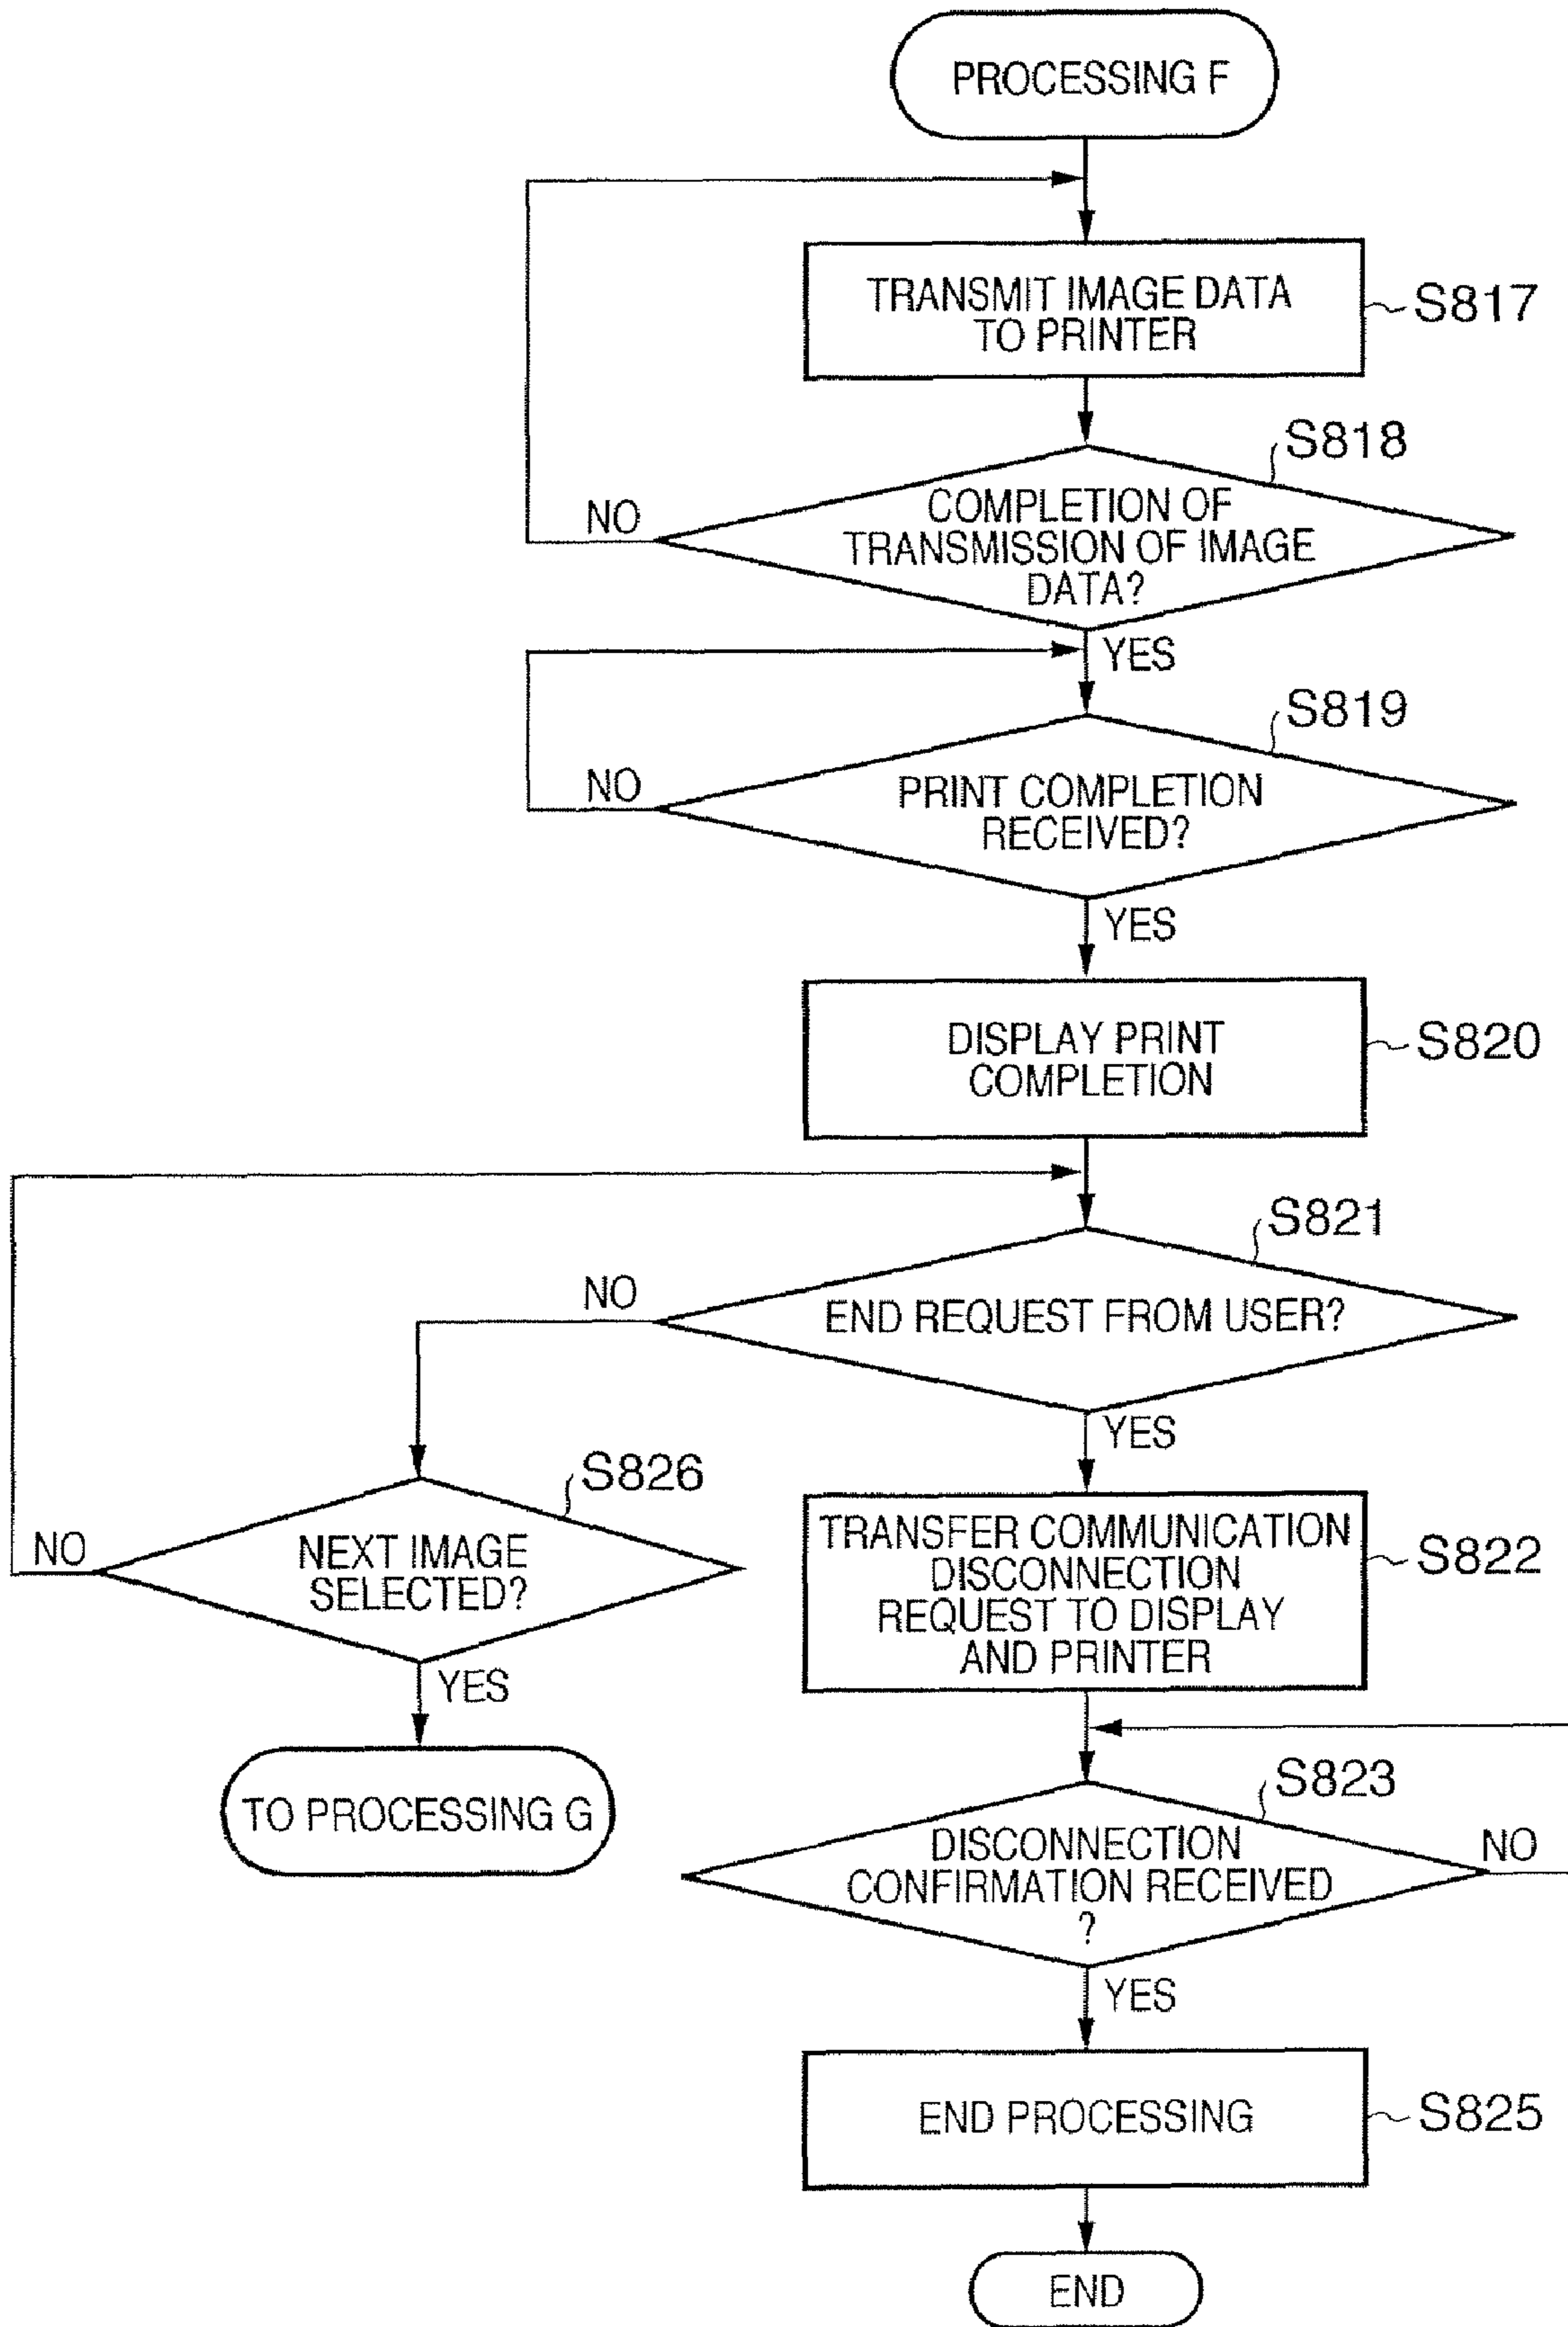 PROCESSING F
TRANSMIT IMAGE DATA
TO PRINTER
S817
S818
COMPLETION OF
TRANSMISSION OF IMAGE
DATA?
NO
YES
S819
PRINT COMPLETION
RECEIVED?
NO
YES
DISPLAY PRINT
COMPLETION
S820
S821
END REQUEST FROM USER?
NO
YES
S826
NEXT IMAGE
SELECTED?
NO
YES
TO PROCESSING G
TRANSFER COMMUNICATION
DISCONNECTION
REQUEST TO DISPLAY
AND PRINTER
S822
S823
DISCONNECTION
CONFIRMATION RECEIVED
?
NO
YES
END PROCESSING
S825
END